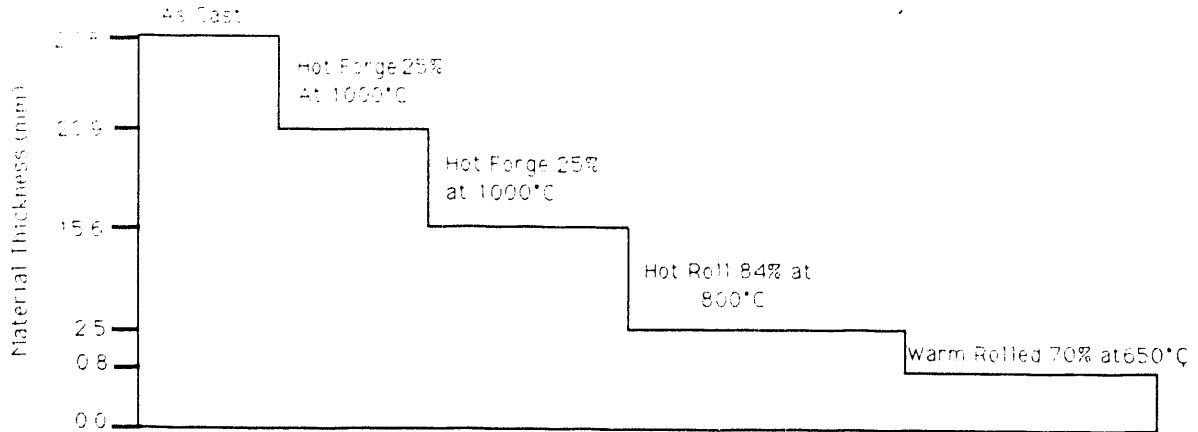 As Cast
Hot Forge 25%
At 1000°C
20.9
Hot Forge 25%
at 1000°C
15.6
Hot Roll 84% at
800°C
2.5
Warm Rolled 70% at 650°C
0.8
0.0
Material Thickness (mm)